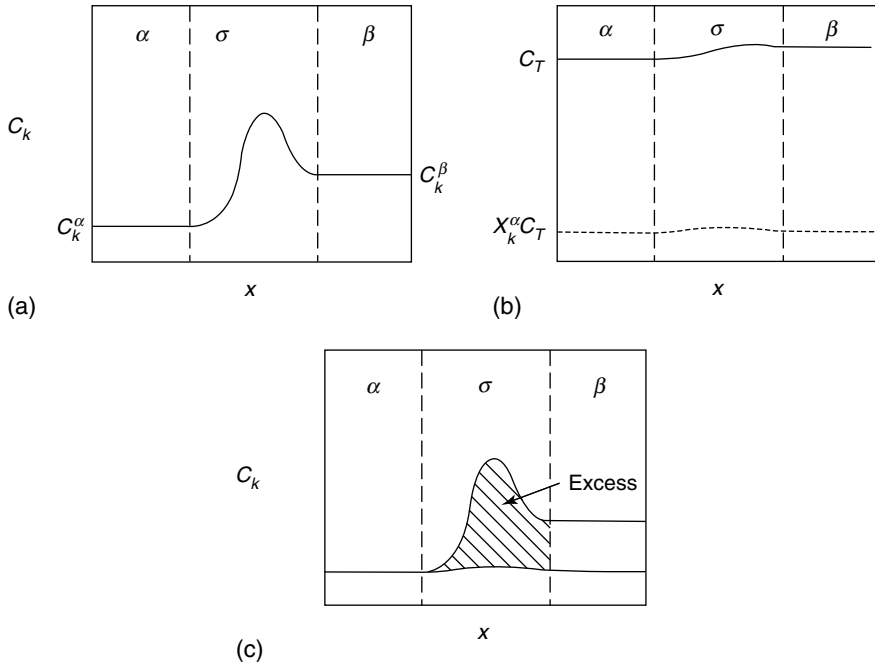 α σ β
C_k
C_k^α
C_k^β
x
(a)
α σ β
C_T
X_k^α C_T
x
(b)
α σ β
C_k
Excess
x
(c)